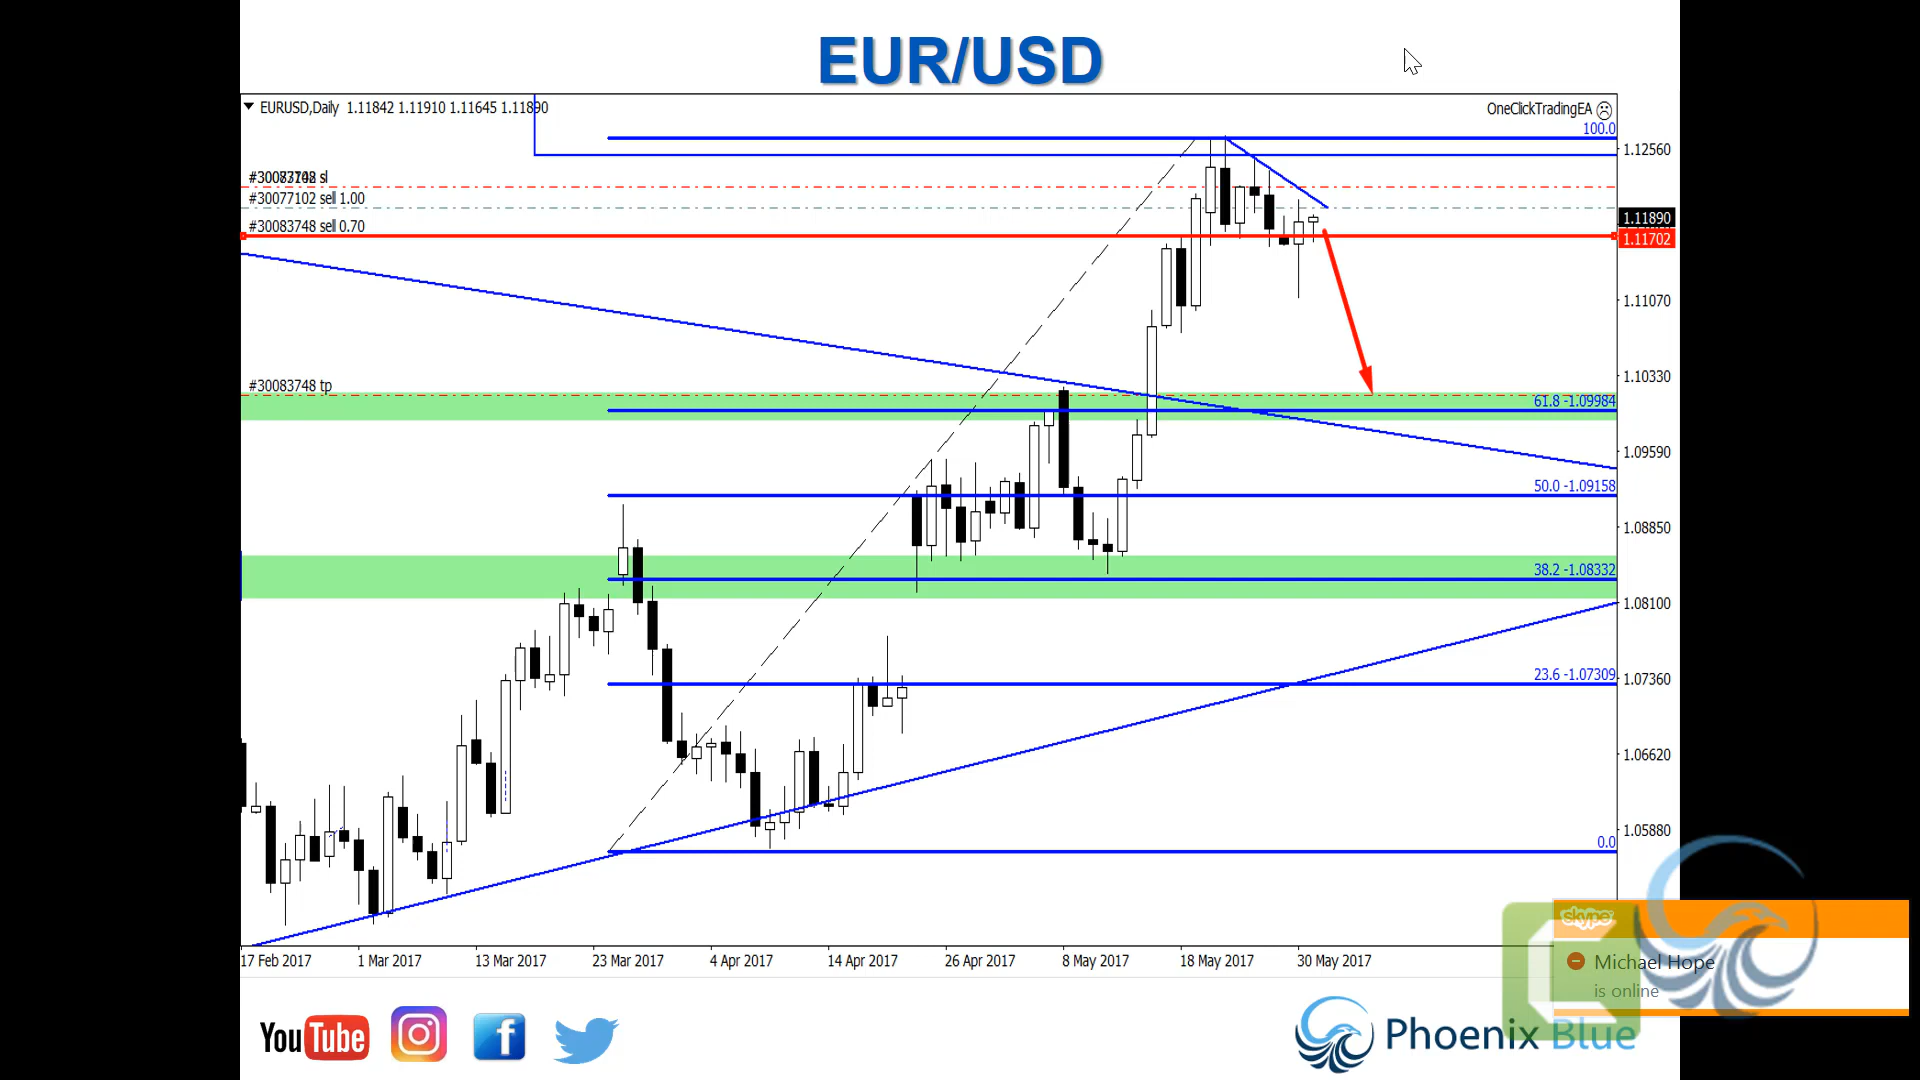 EUR/USD
EURUSD,Daily 1.11842 1.11910 1.11645 1.11890
OneClickTradingEA
100.0
1.12560
#30077102 sell 1.00
1.11890
#30083748 sell 0.70
1.11702
1.11070
1.10330
#30083748 tp
61.8 -1.09984
1.09590
50.0 -1.09158
1.08850
38.2 -1.08332
1.08100
23.6 -1.07309
1.07360
1.06620
1.05880
0.0
17 Feb 2017 1 Mar 2017 13 Mar 2017 23 Mar 2017 4 Apr 2017 14 Apr 2017 26 Apr 2017 8 May 2017 18 May 2017 30 May 2017
skype
Michael Hope
is online
YouTube
f
Phoenix Blue